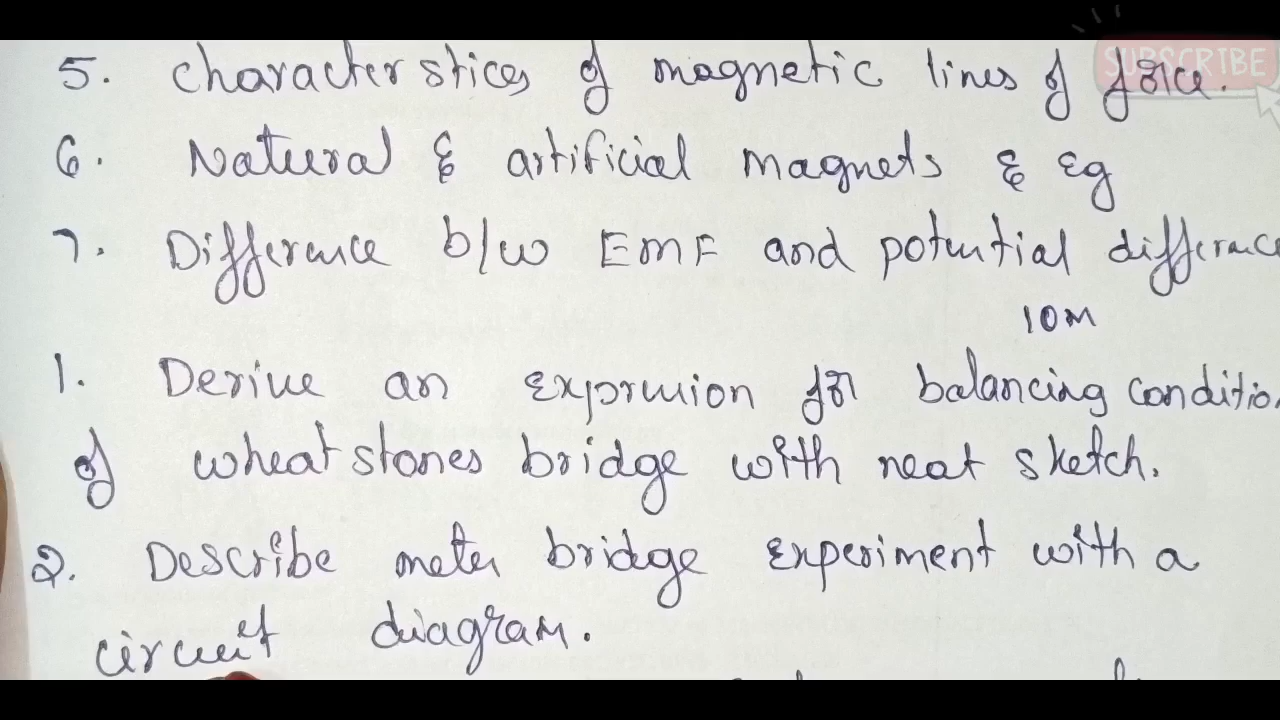 SUBSCRIBE
5. Characterstices of magnetic lines of force.
6. Natural & artificial magnets & Eg
7. Difference b/w EMF and potential differnace
10M
1. Derive an expression for balancing condition
of wheatstones bridge with neat sketch.
2. Describe meter bridge experiment with a
circuit diagram.